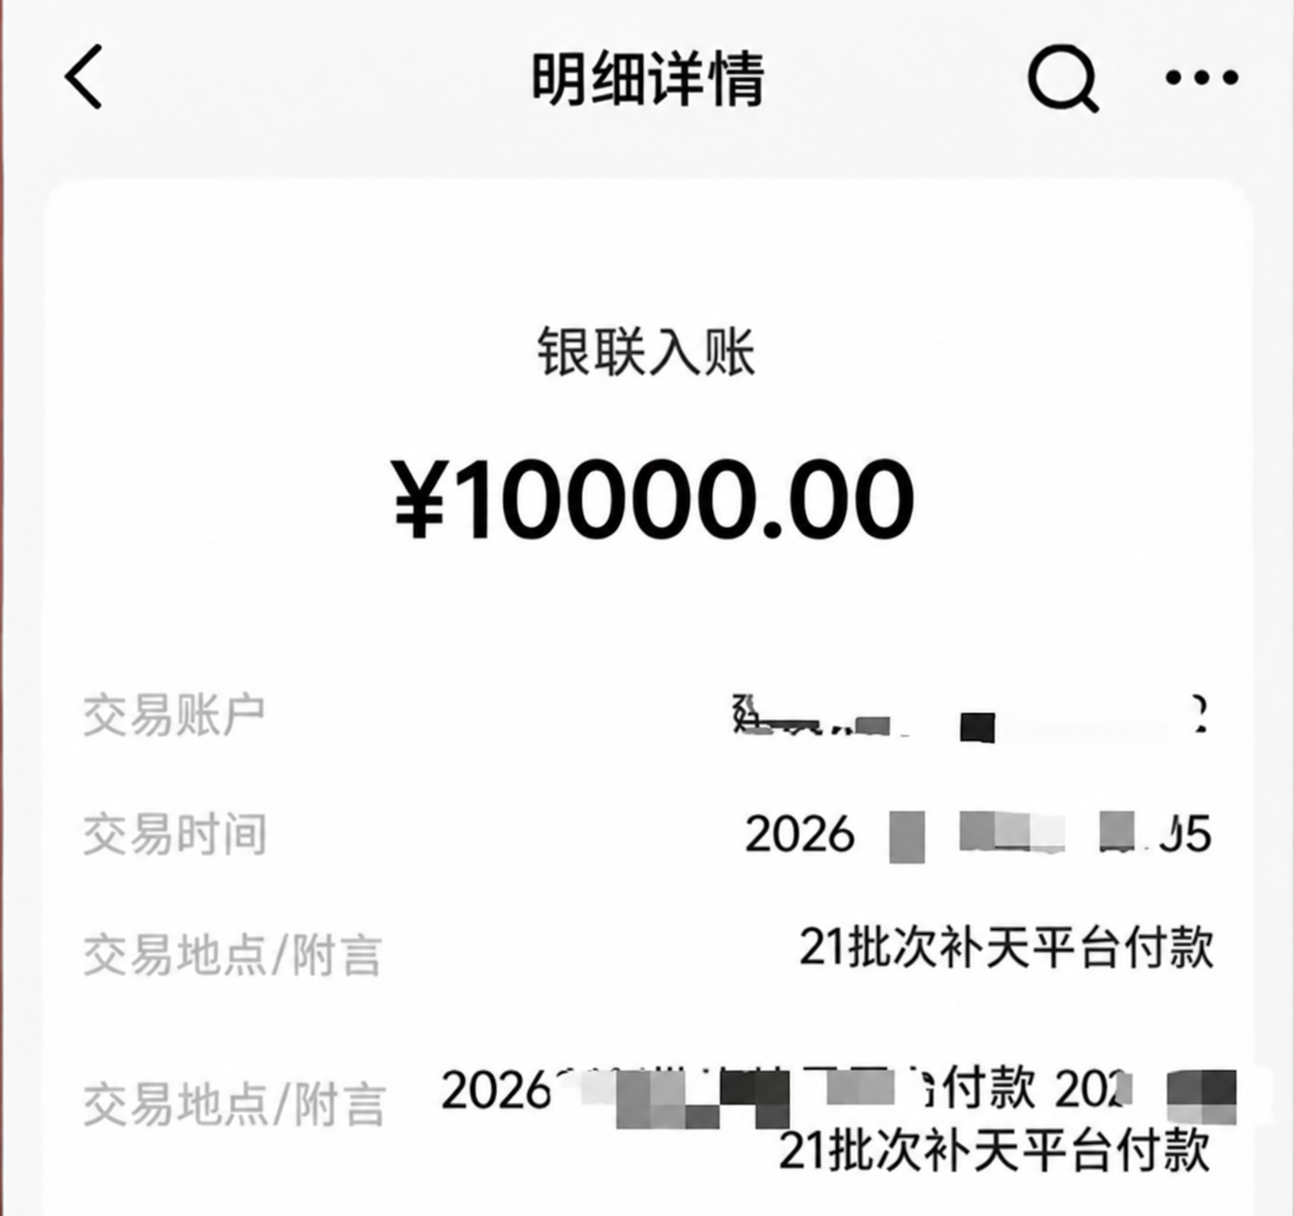 明细详情
银联入账
¥10000.00
交易账户
交易时间 2026
交易地点/附言 21批次补天平台付款
交易地点/附言 2026 付款
21批次补天平台付款